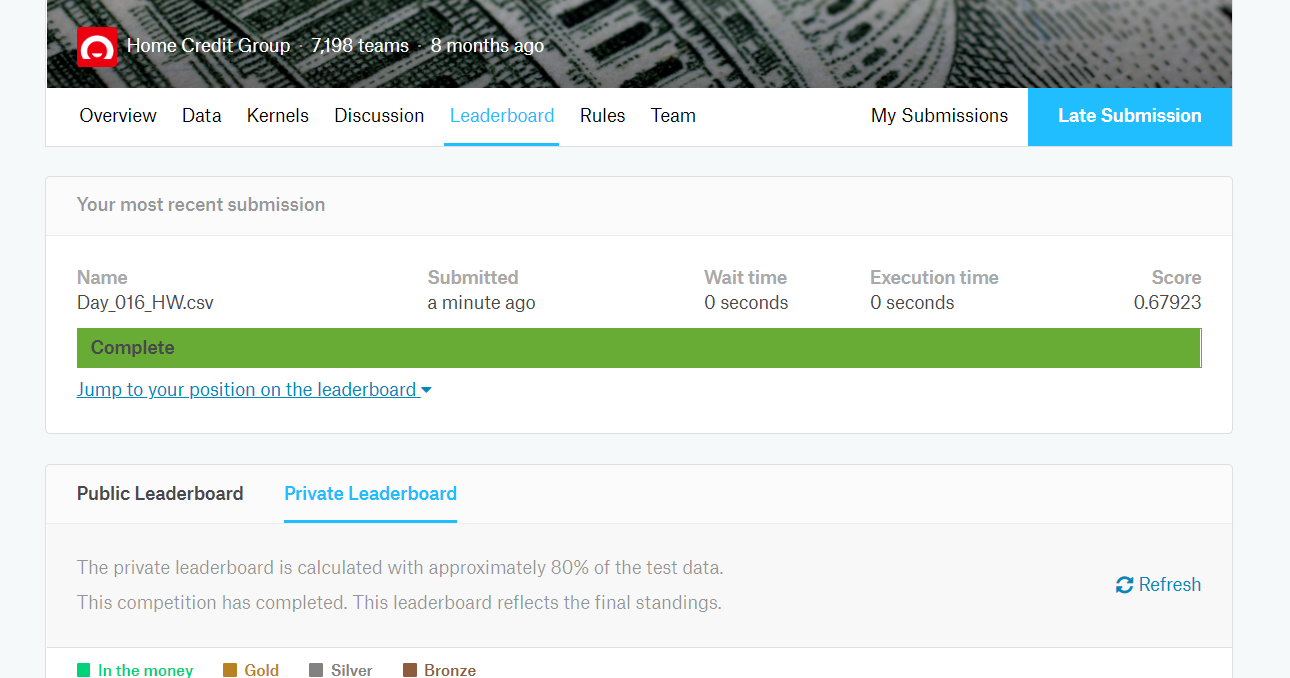 Home Credit Group · 7,198 teams · 8 months ago
Overview Data Kernels Discussion Leaderboard Rules Team My Submissions Late Submission
Your most recent submission
Name Submitted Wait time Execution time Score
Day_016_HW.csv a minute ago 0 seconds 0 seconds 0.67923
Complete
Jump to your position on the leaderboard
Public Leaderboard Private Leaderboard
The private leaderboard is calculated with approximately 80% of the test data.
This competition has completed. This leaderboard reflects the final standings.
Refresh
In the money Gold Silver Bronze